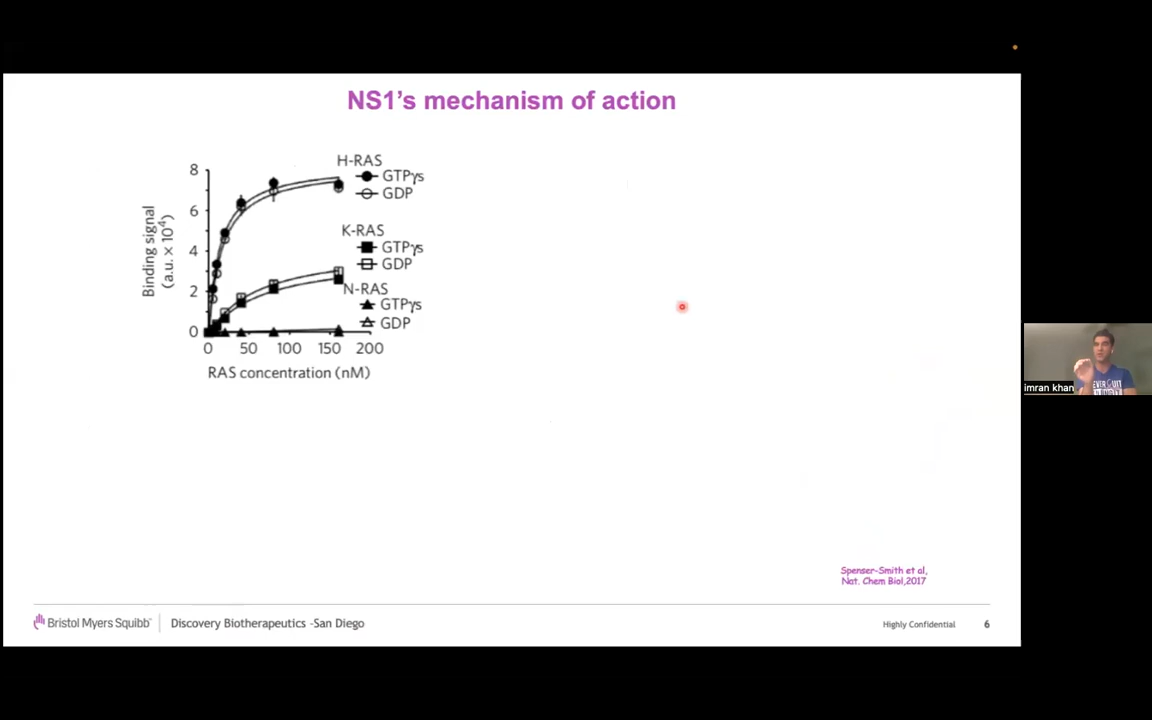 NS1's mechanism of action
H-RAS
GTPγs
GDP
K-RAS
GTPγs
GDP
N-RAS
GTPγs
GDP
Binding signal
(a.u. × 10⁴)
8
6
4
2
0
0 50 100 150 200
RAS concentration (nM)
Spenser-Smith et al,
Nat. Chem Biol,2017
Bristol Myers Squibb
Discovery Biotherapeutics -San Diego
Highly Confidential
6
imran khan